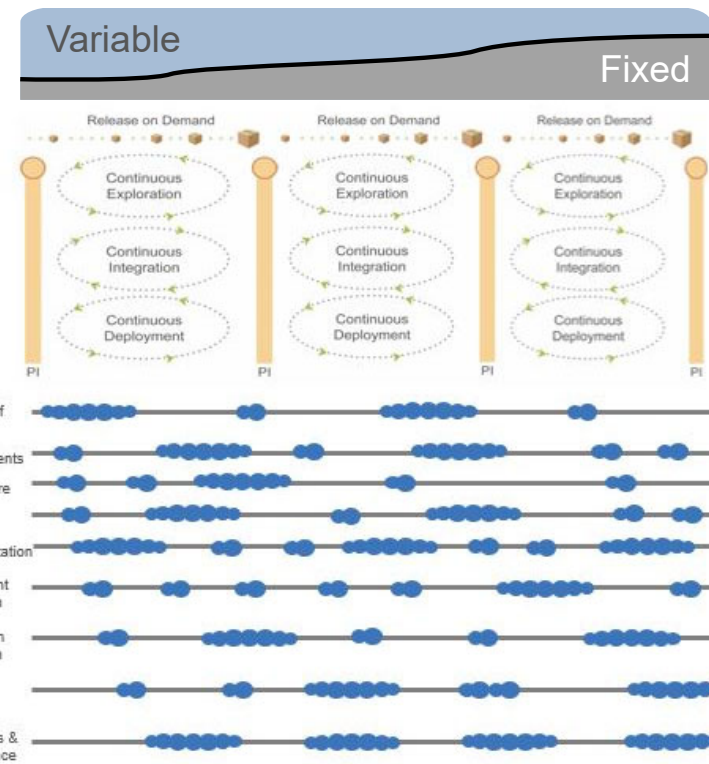 Variable
Fixed
Release on Demand
Release on Demand
Release on Demand
Continuous
Exploration
Continuous
Exploration
Continuous
Exploration
Continuous
Integration
Continuous
Integration
Continuous
Integration
Continuous
Deployment
Continuous
Deployment
Continuous
Deployment
PI
PI
PI
PI